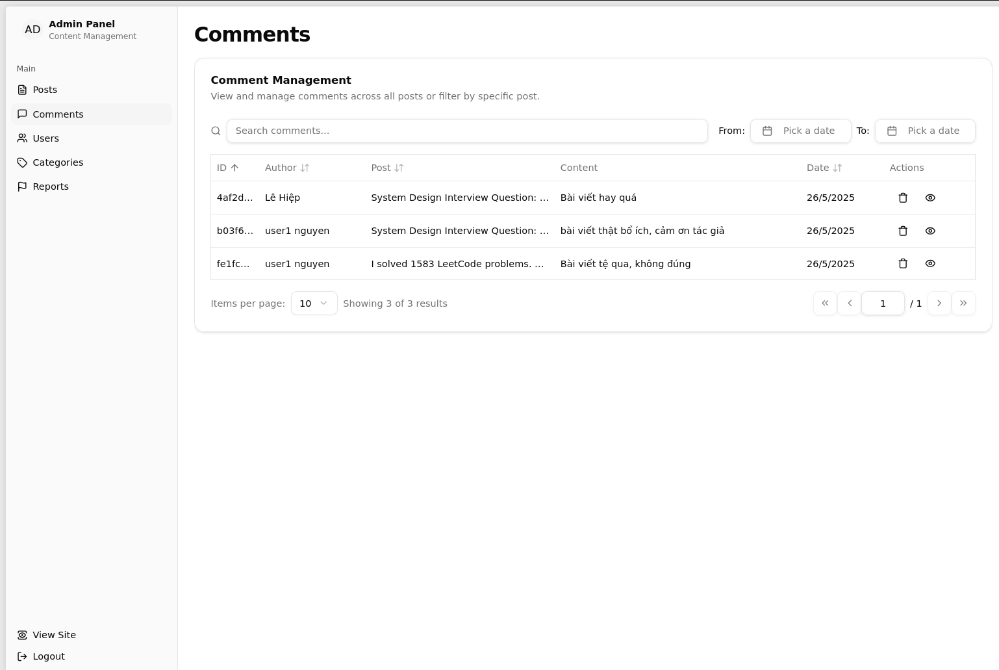 AD
Admin Panel
Content Management
Main
Posts
Comments
Users
Categories
Reports
View Site
Logout
Comments
Comment Management
View and manage comments across all posts or filter by specific post.
Search comments... From: Pick a date To: Pick a date
ID Author Post Content Date Actions
4af2d... Lê Hiệp System Design Interview Question: ... Bài viết hay quá 26/5/2025
b03f6... user1 nguyen System Design Interview Question: ... bài viết thật bổ ích, cảm ơn tác giả 26/5/2025
fe1fc... user1 nguyen I solved 1583 LeetCode problems. ... Bài viết tệ qua, không đúng 26/5/2025
Items per page: 10 Showing 3 of 3 results 1 / 1